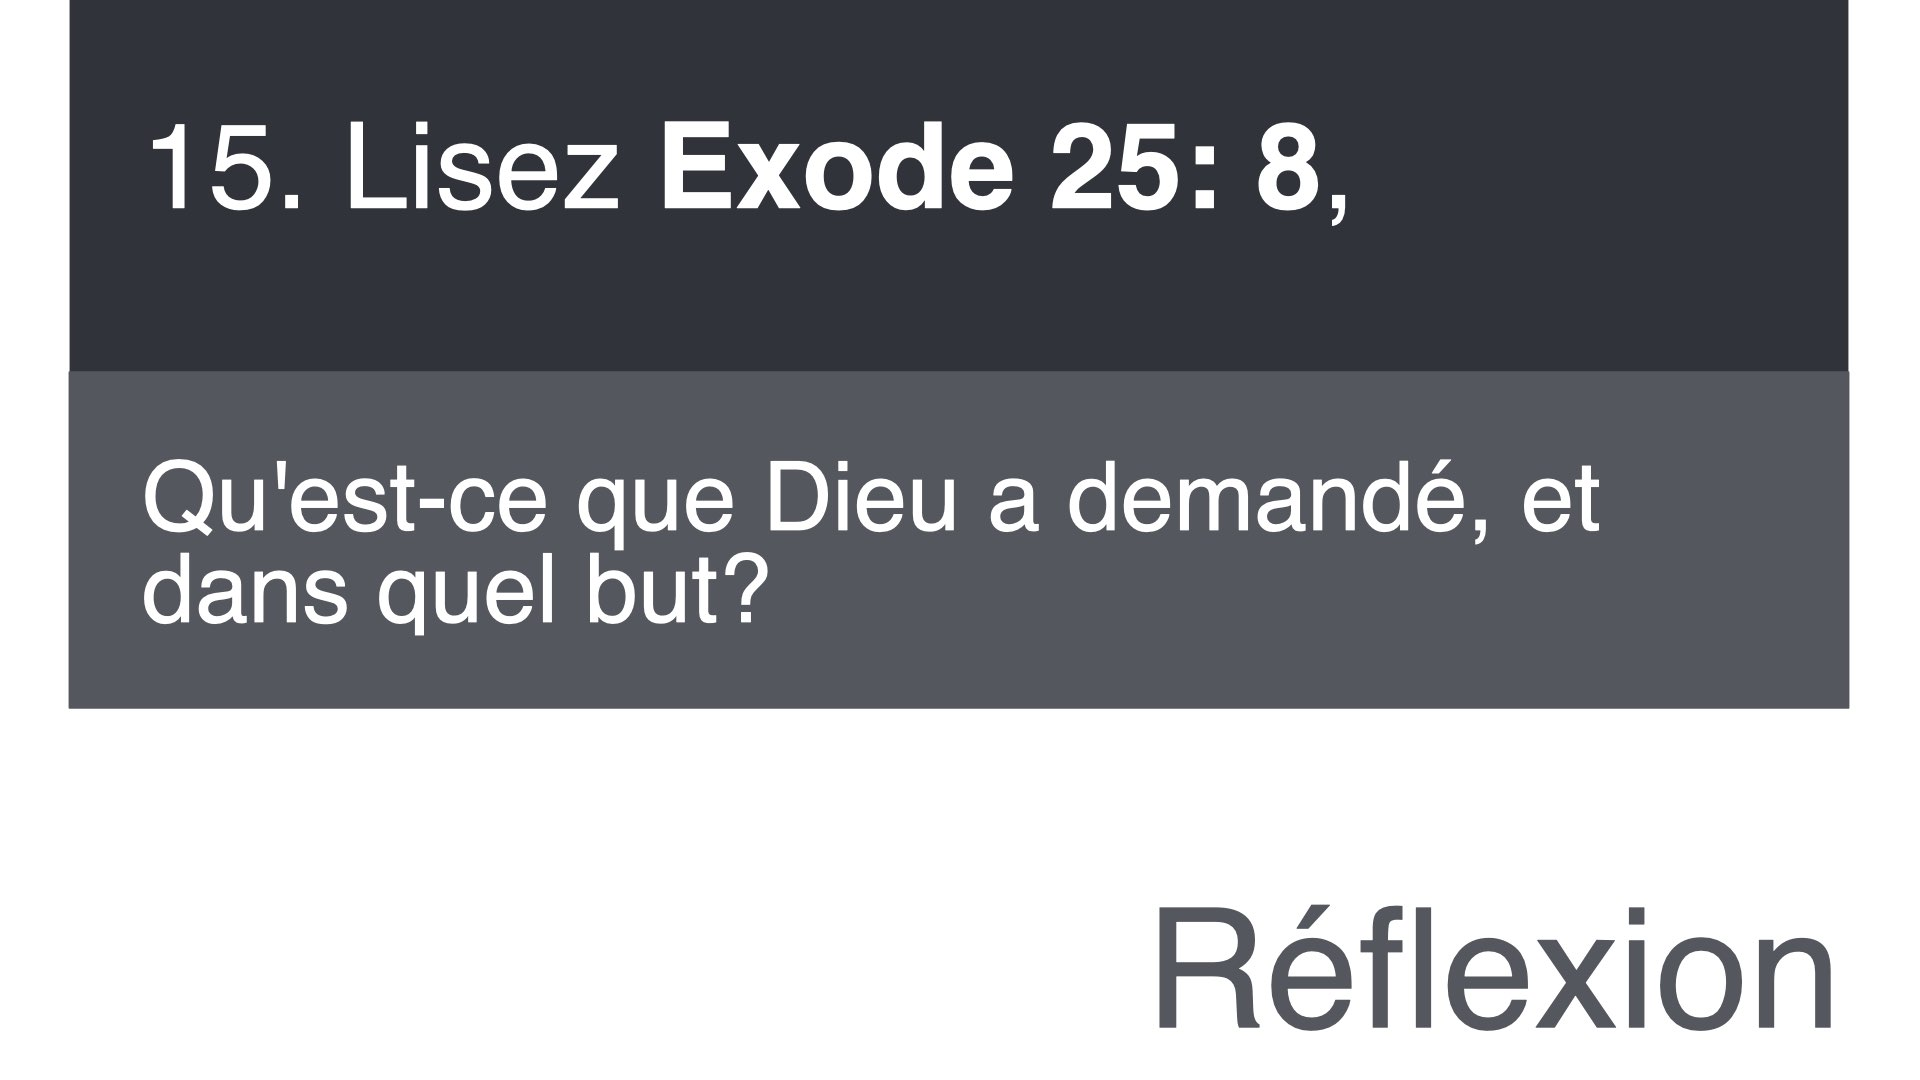 15. Lisez Exode 25: 8,
Qu'est-ce que Dieu a demandé, et
dans quel but?
Réflexion